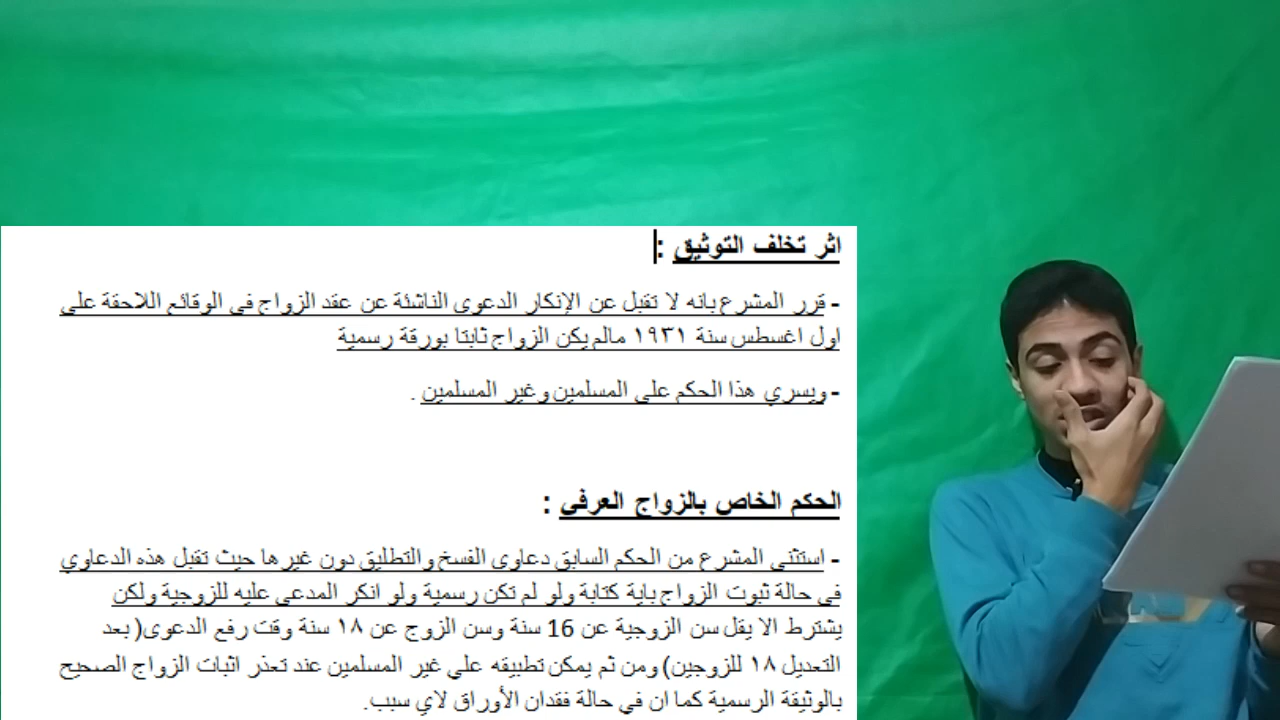 اثر تخلف التوثيق :
- قرر المشرع بانه لا تقبل عن الإنكار الدعوى الناشئة عن عقد الزواج في الوقائع اللاحقة على
اول اغسطس سنة ١٩٣١ مالم يكن الزواج ثابتا بورقة رسمية
- ويسري هذا الحكم على المسلمين وغير المسلمين .
الحكم الخاص بالزواج العرفي :
- استثنى المشرع من الحكم السابق دعاوى الفسخ والتطليق دون غيرها حيث تقبل هذه الدعاوي
في حالة ثبوت الزواج باية كتابة ولو لم تكن رسمية ولو انكر المدعى عليه للزوجية ولكن
يشترط الا يقل سن الزوجية عن 16 سنة وسن الزوج عن ١٨ سنة وقت رفع الدعوى( بعد
التعديل ١٨ للزوجين) ومن ثم يمكن تطبيقه علي غير المسلمين عند تعذر اثبات الزواج الصحيح
بالوثيقة الرسمية كما ان في حالة فقدان الأوراق لاي سبب.